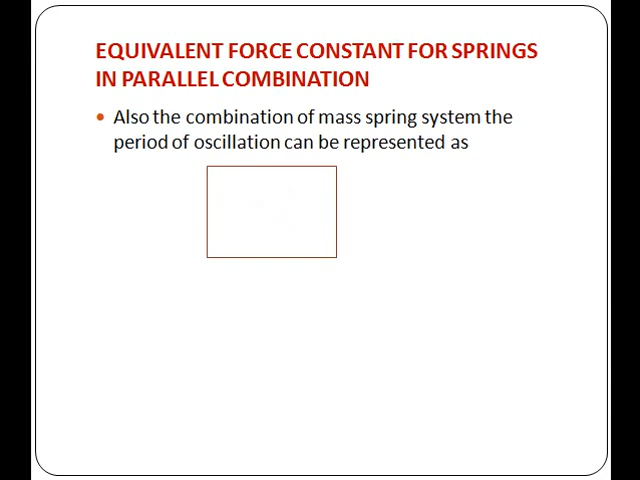 EQUIVALENT FORCE CONSTANT FOR SPRINGS
IN PARALLEL COMBINATION
• Also the combination of mass spring system the
period of oscillation can be represented as